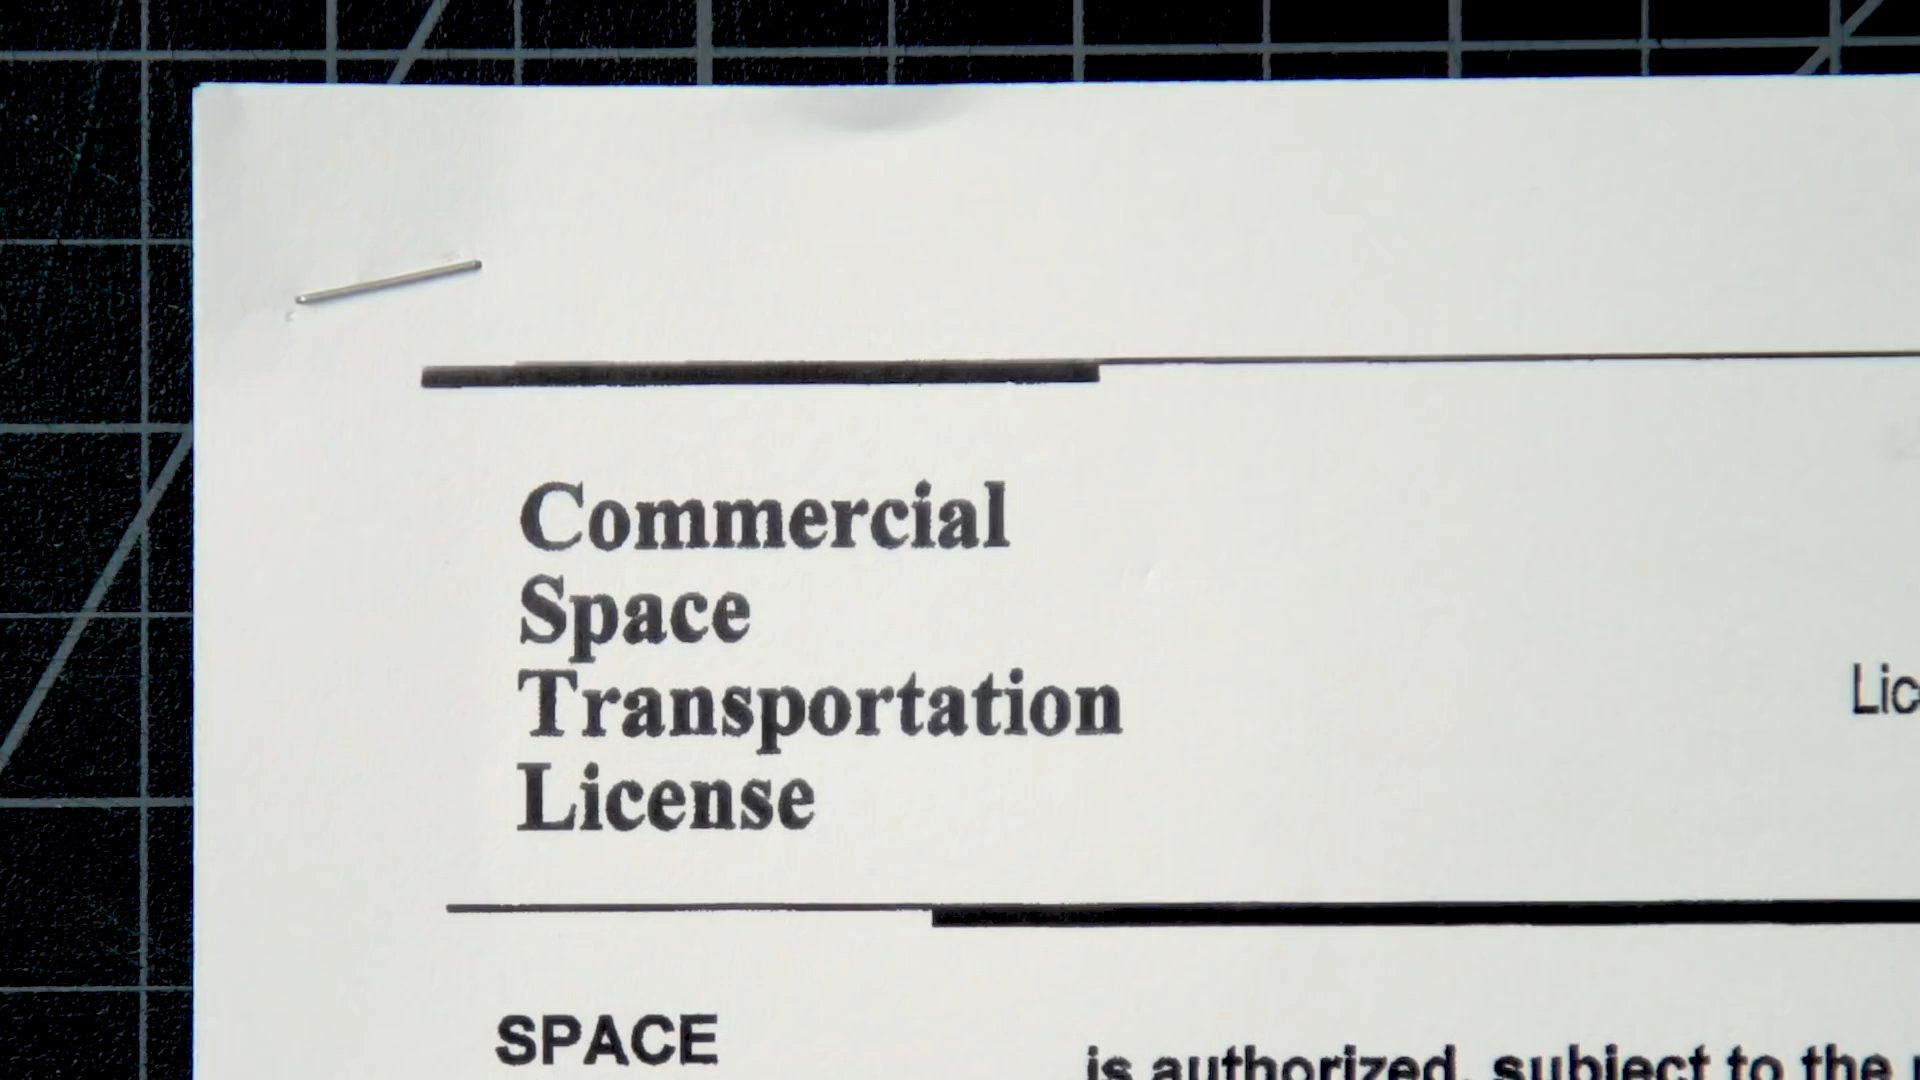 Commercial
Space
Transportation
License
Lic
SPACE
is authorized, subject to the